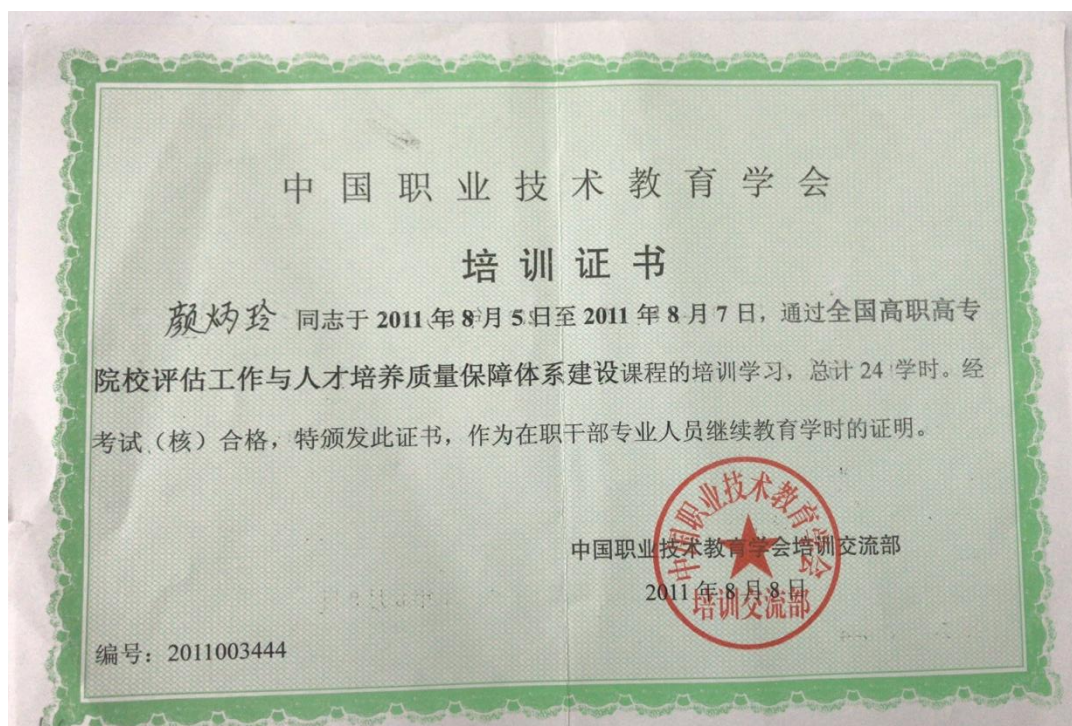 中国职业技术教育学会
培训证书
颜炳玲 同志于 2011 年 8 月 5 日至 2011 年 8 月 7 日，通过全国高职高专
院校评估工作与人才培养质量保障体系建设课程的培训学习，总计 24 学时。经
考试（核）合格，特颁发此证书，作为在职干部专业人员继续教育学时的证明。
中国职业技术教育学会
中国职业技术教育学会培训交流部
2011 年 8 月 8 日
培训交流部
编号：2011003444